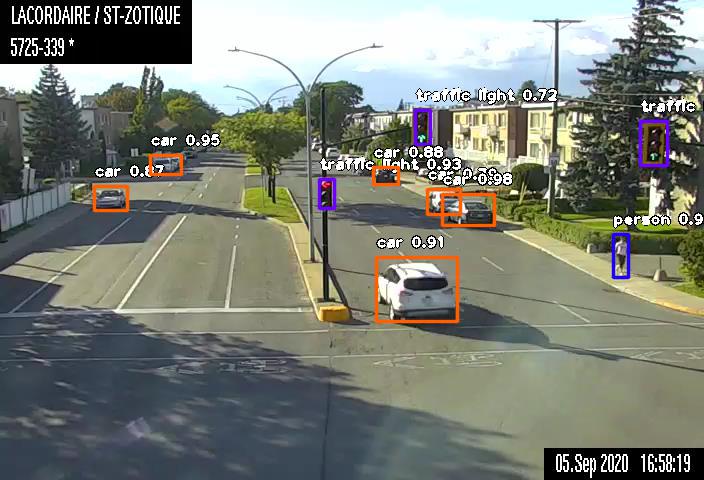 LACORDAIRE / ST-ZOTIQUE
5725-339 *
traffic light 0.72
traffic
car 0.95
car 0.88
traffic light 0.93
car 0.87
car 0.98
person 0.9
car 0.91
05.Sep 2020 16:58:19